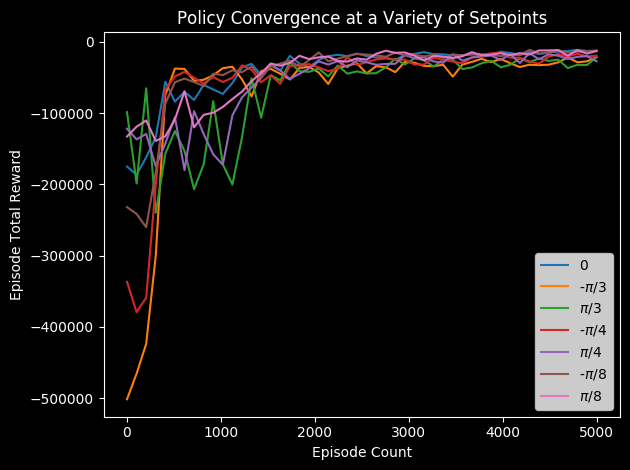 Policy Convergence at a Variety of Setpoints
Episode Total Reward
0
−100000
−200000
−300000
−400000
−500000
0
1000
2000
3000
4000
5000
Episode Count
0
-π/3
π/3
-π/4
π/4
-π/8
π/8